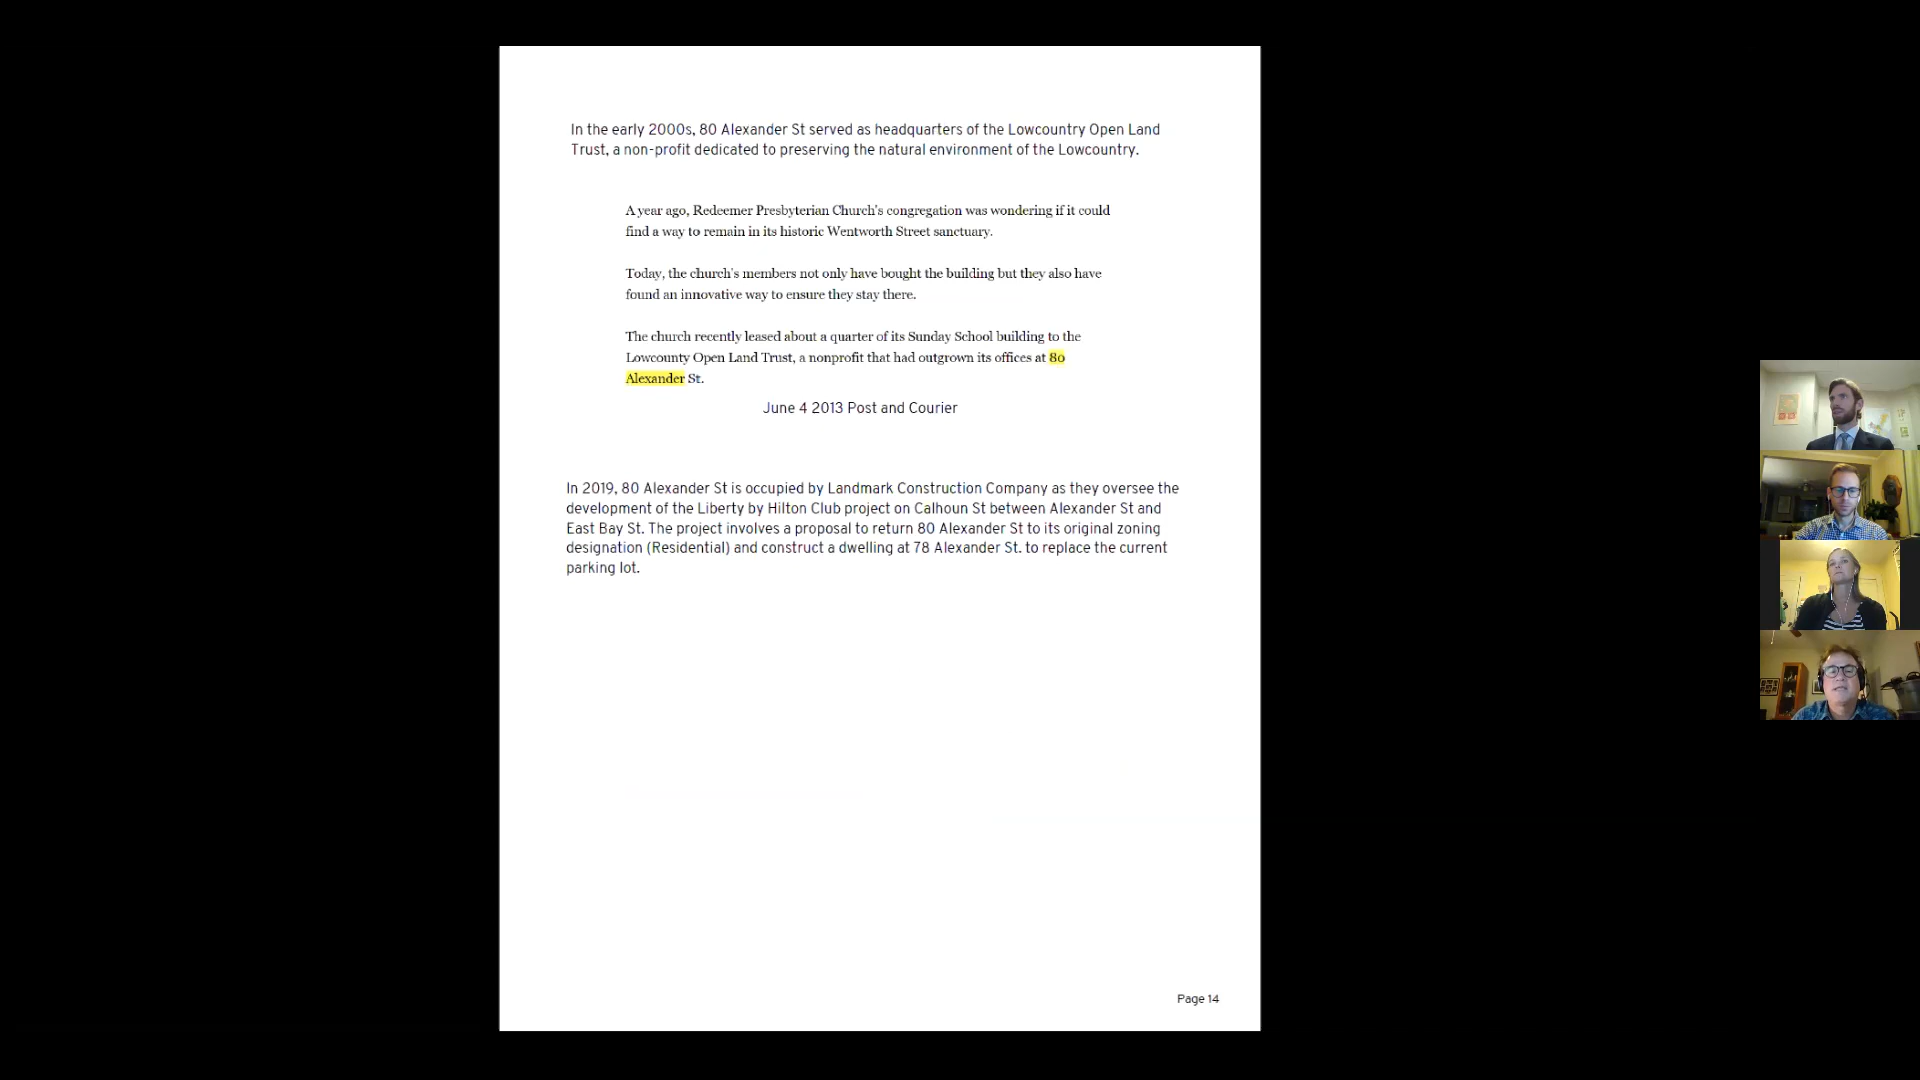 In the early 2000s, 80 Alexander St served as headquarters of the Lowcountry Open Land
Trust, a non-profit dedicated to preserving the natural environment of the Lowcountry.
A year ago, Redeemer Presbyterian Church's congregation was wondering if it could
find a way to remain in its historic Wentworth Street sanctuary.
Today, the church's members not only have bought the building but they also have
found an innovative way to ensure they stay there.
The church recently leased about a quarter of its Sunday School building to the
Lowcounty Open Land Trust, a nonprofit that had outgrown its offices at 80
Alexander St.
June 4 2013 Post and Courier
In 2019, 80 Alexander St is occupied by Landmark Construction Company as they oversee the
development of the Liberty by Hilton Club project on Calhoun St between Alexander St and
East Bay St. The project involves a proposal to return 80 Alexander St to its original zoning
designation (Residential) and construct a dwelling at 78 Alexander St. to replace the current
parking lot.
Page 14